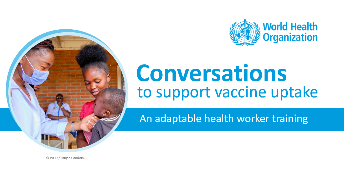 World Health
Organization
Conversations
to support vaccine uptake
An adaptable health worker training